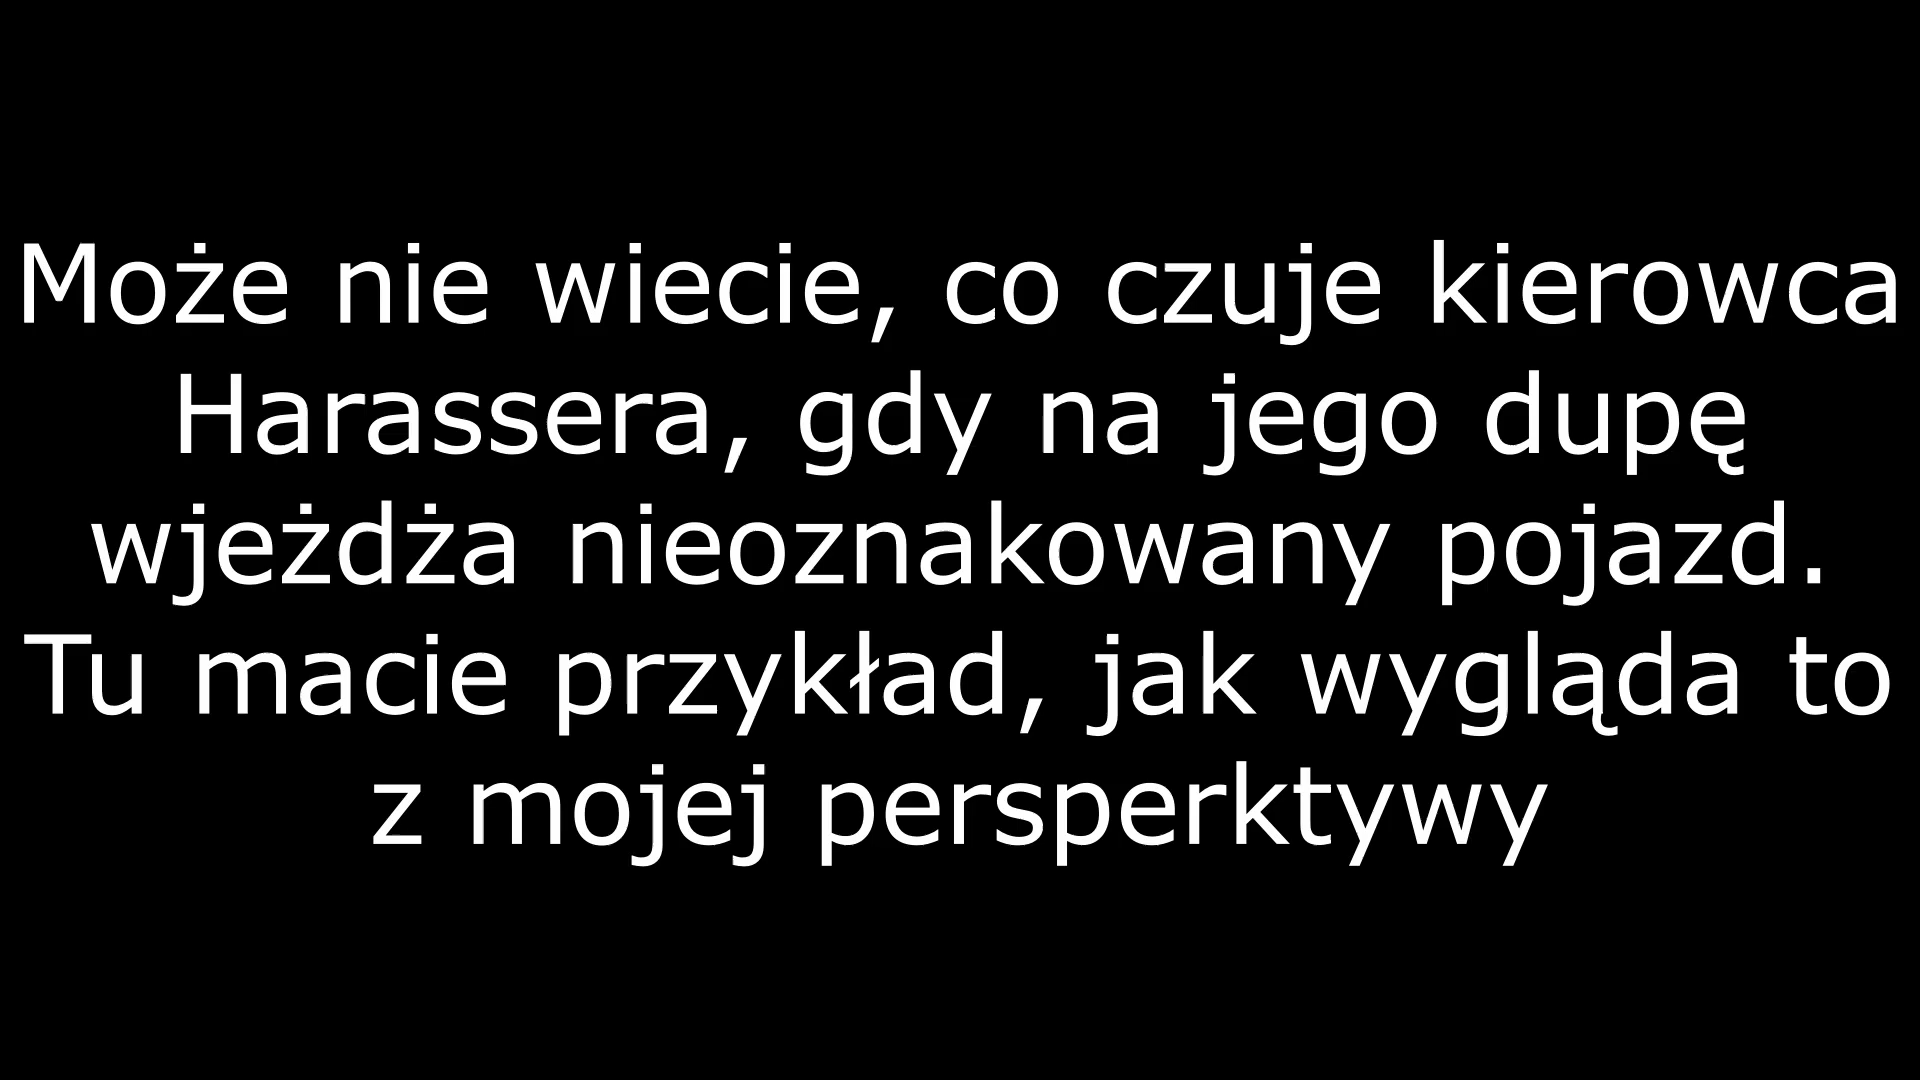 Może nie wiecie, co czuje kierowca
Harassera, gdy na jego dupę
wjeżdża nieoznakowany pojazd.
Tu macie przykład, jak wygląda to
z mojej persperktywy